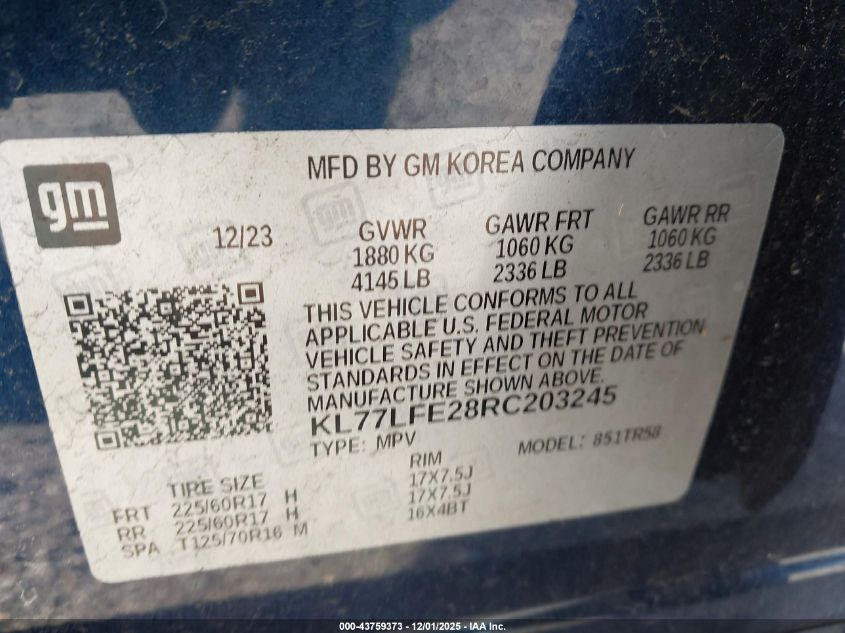 MFD BY GM KOREA COMPANY
gm
12/23
GVWR GAWR FRT GAWR RR
1880 KG 1060 KG 1060 KG
4145 LB 2336 LB 2336 LB
THIS VEHICLE CONFORMS TO ALL
APPLICABLE U.S. FEDERAL MOTOR
VEHICLE SAFETY AND THEFT PREVENTION
STANDARDS IN EFFECT ON THE DATE OF
MANUFACTURE SHOWN ABOVE.
KL77LFE28RC203245
TYPE: MPV MODEL: 851TR58
TIRE SIZE RIM
FRT 225/60R17 H 17X7.5J
RR 225/60R17 H 17X7.5J
SPA T125/70R16 M 16X4BT
000-43759373 - 12/01/2025 - IAA Inc.